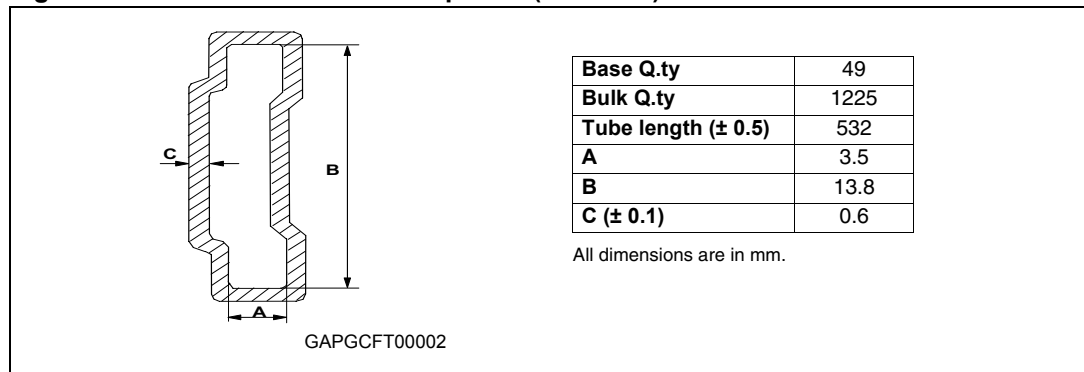 C
B
A
GAPGCFT00002
Base Q.ty 49
Bulk Q.ty 1225
Tube length (± 0.5) 532
A 3.5
B 13.8
C (± 0.1) 0.6
All dimensions are in mm.